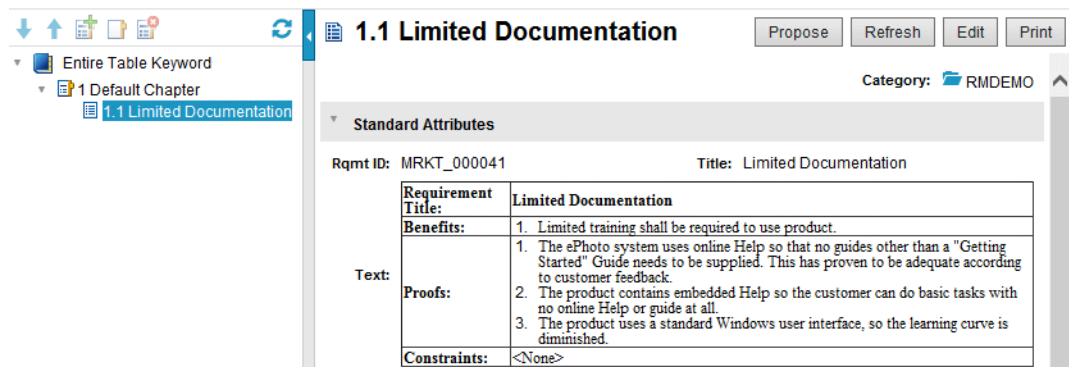 1.1 Limited Documentation
Propose
Refresh
Edit
Print
Entire Table Keyword
1 Default Chapter
1.1 Limited Documentation
Category: RMDEMO
Standard Attributes
Rqmt ID: MRKT_000041 Title: Limited Documentation
Text:
Requirement
Title:
Limited Documentation
Benefits:
1. Limited training shall be required to use product.
Proofs:
1. The ePhoto system uses online Help so that no guides other than a "Getting
Started" Guide needs to be supplied. This has proven to be adequate according
to customer feedback.
2. The product contains embedded Help so the customer can do basic tasks with
no online Help or guide at all.
3. The product uses a standard Windows user interface, so the learning curve is
diminished.
Constraints:
<None>